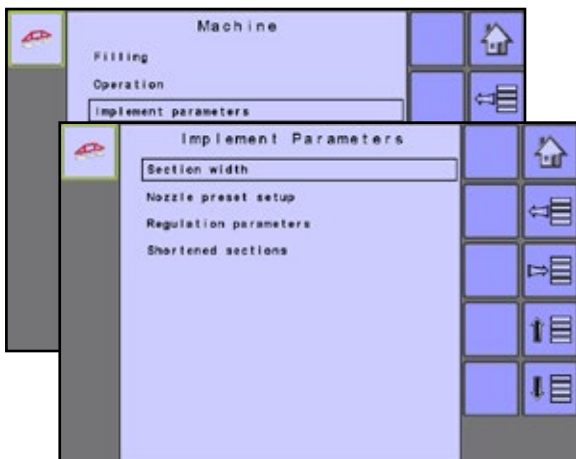 Machine
Filling
Operation
Implement parameters
Implement Parameters
Section width
Nozzle preset setup
Regulation parameters
Shortened sections